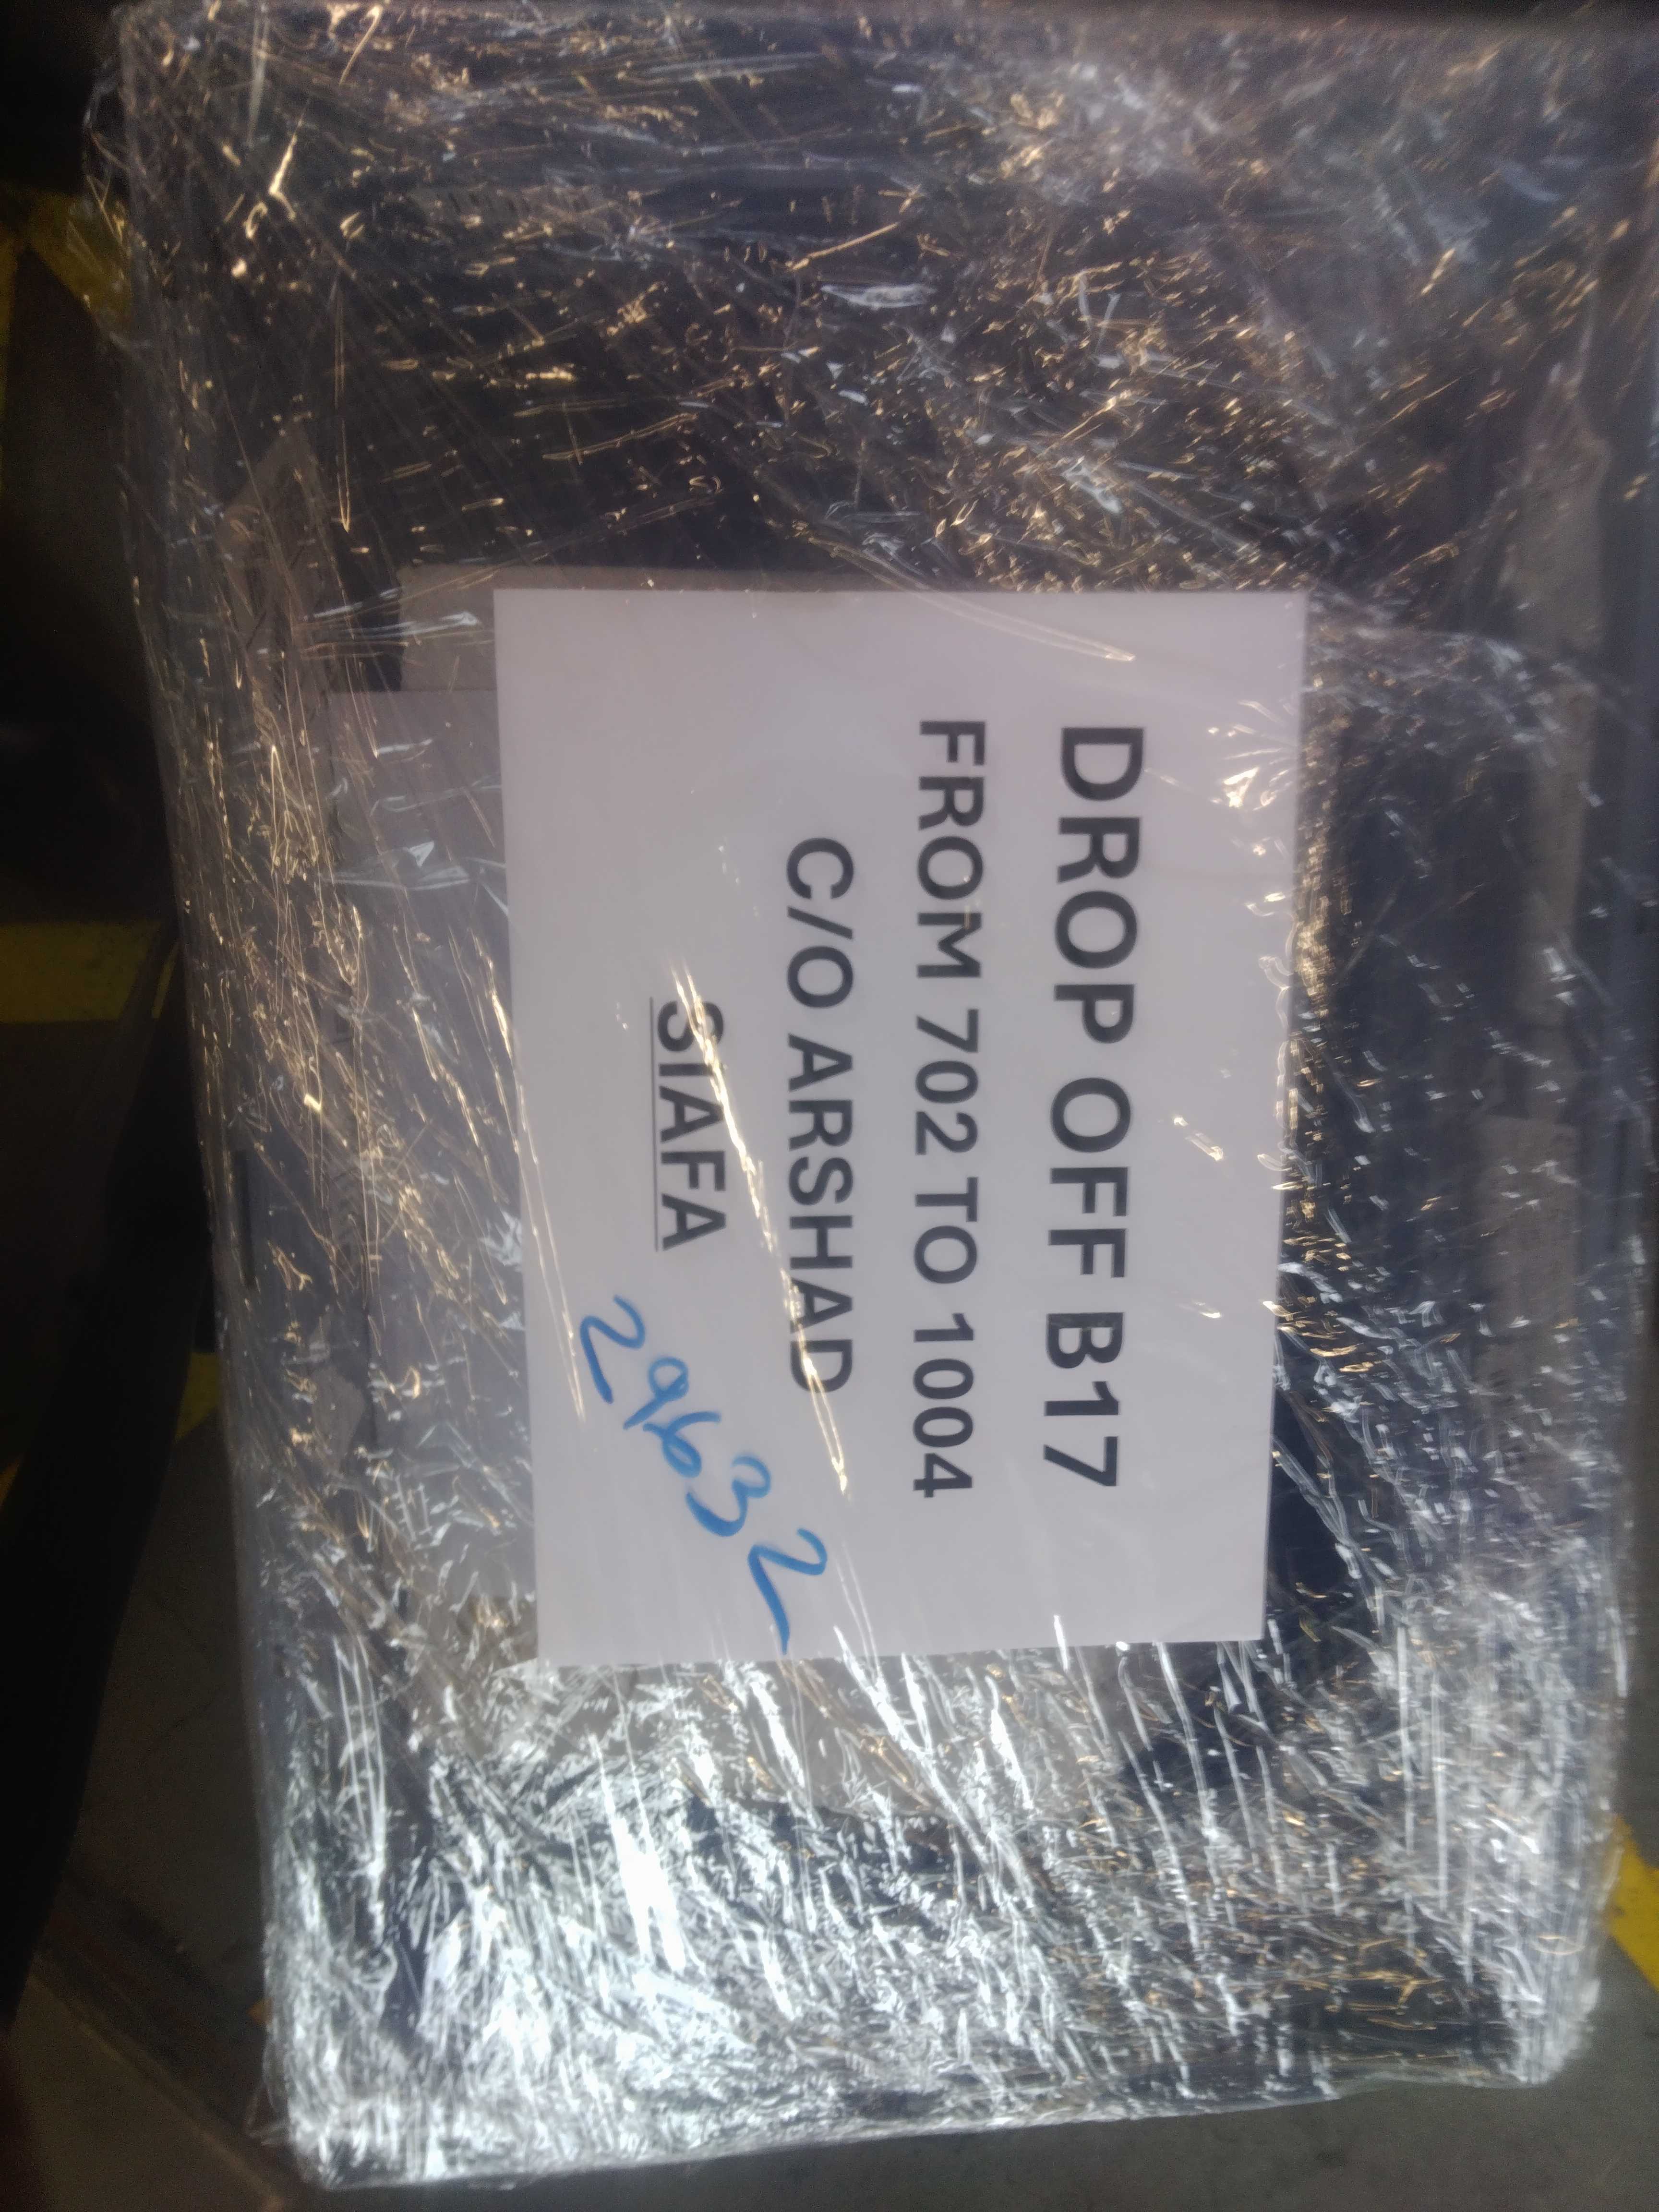 DROP OFF B17
FROM 702 TO 1004
C/O ARSHAD
SIAFA
29632